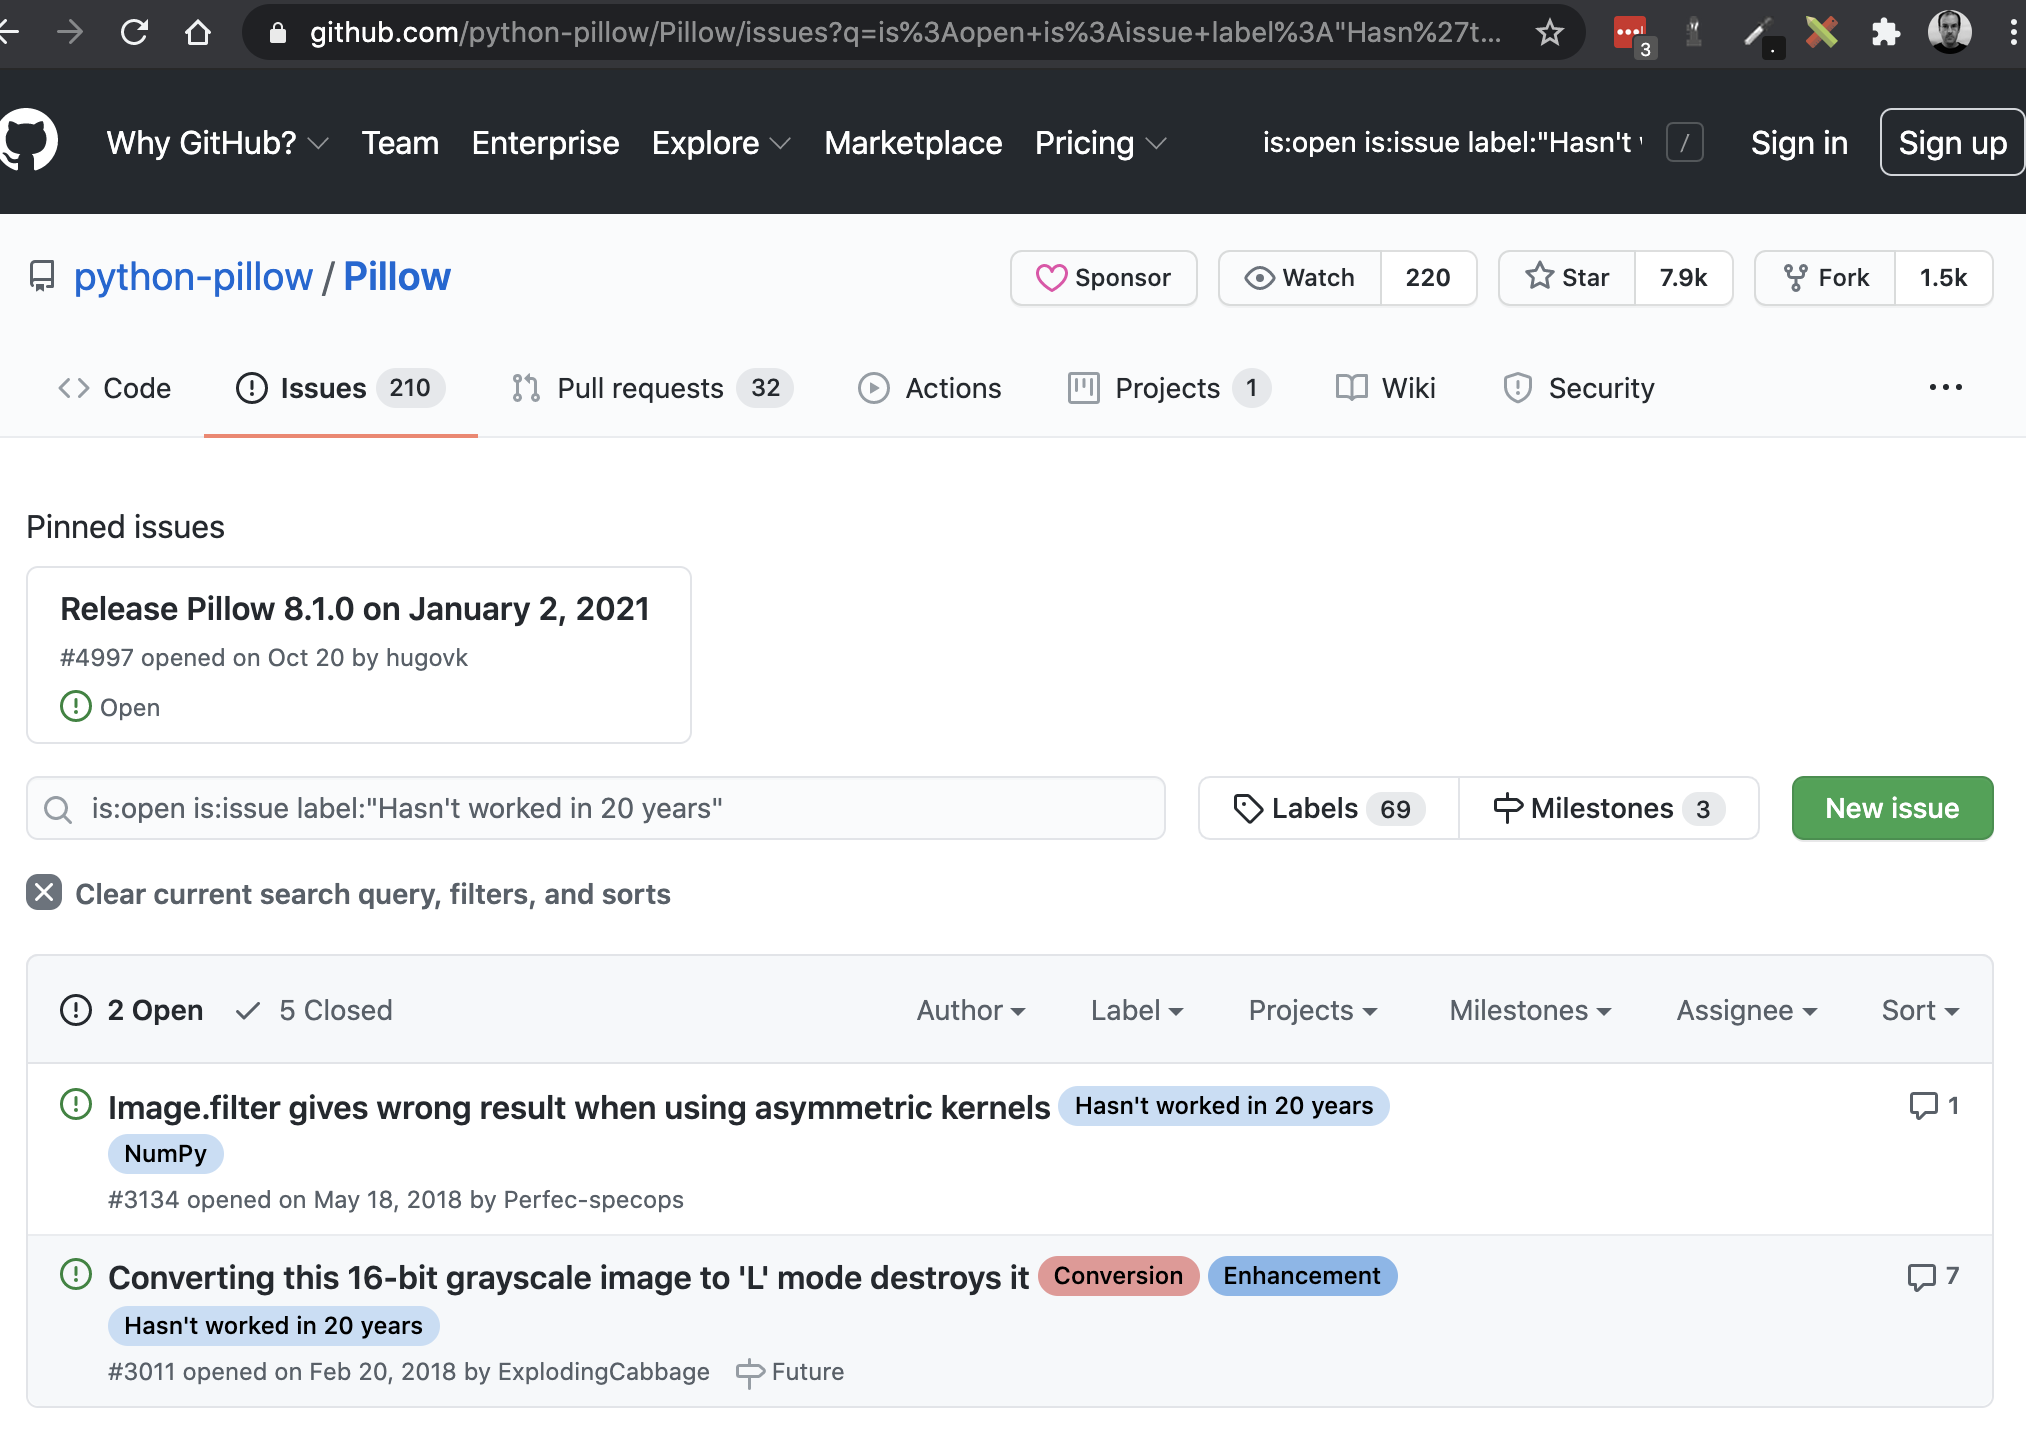 github.com/python-pillow/Pillow/issues?q=is%3Aopen+is%3Aissue+label%3A"Hasn%27t...
3
Why GitHub? Team Enterprise Explore Marketplace Pricing is:open is:issue label:"Hasn't / Sign in Sign up
python-pillow / Pillow Sponsor Watch 220 Star 7.9k Fork 1.5k
Code Issues 210 Pull requests 32 Actions Projects 1 Wiki Security ...
Pinned issues
Release Pillow 8.1.0 on January 2, 2021
#4997 opened on Oct 20 by hugovk
Open
is:open is:issue label:"Hasn't worked in 20 years" Labels 69 Milestones 3 New issue
Clear current search query, filters, and sorts
2 Open 5 Closed Author Label Projects Milestones Assignee Sort
Image.filter gives wrong result when using asymmetric kernels Hasn't worked in 20 years 1
NumPy
#3134 opened on May 18, 2018 by Perfec-specops
Converting this 16-bit grayscale image to 'L' mode destroys it Conversion Enhancement 7
Hasn't worked in 20 years
#3011 opened on Feb 20, 2018 by ExplodingCabbage Future